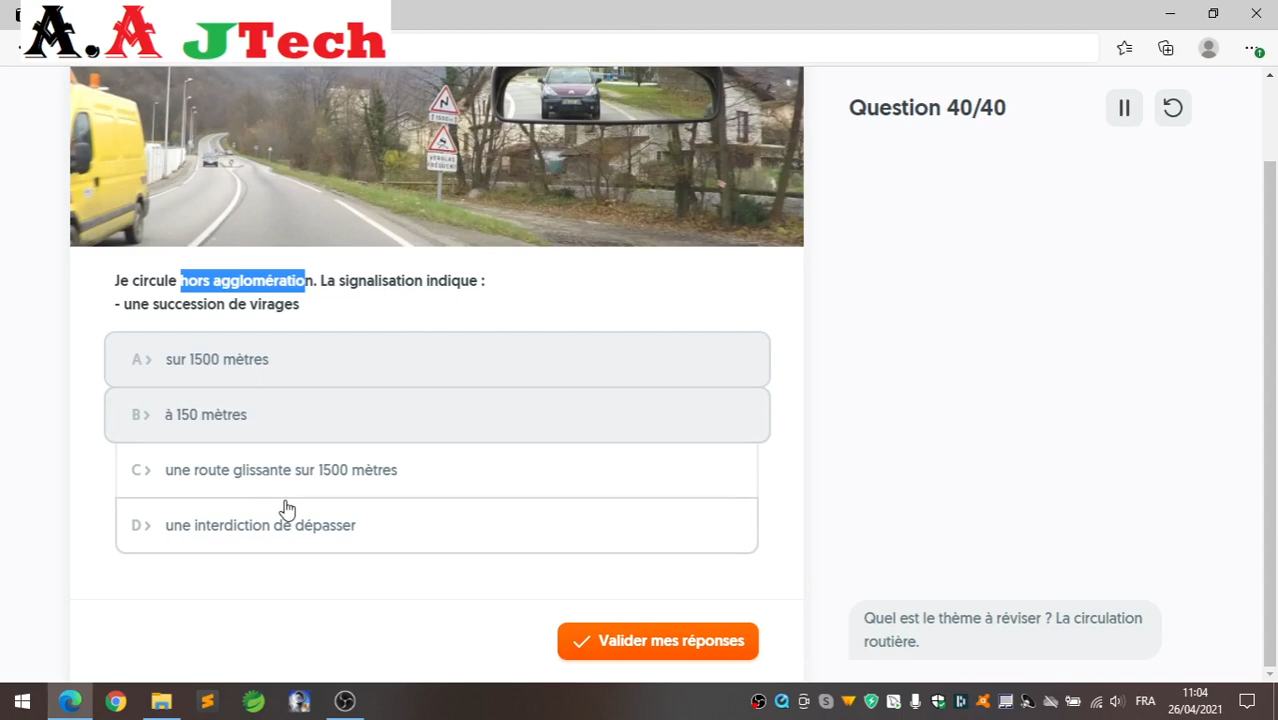 A.A JTech
1500m
VERGLAS
FRÉQUENT
Question 40/40
Je circule hors agglomération. La signalisation indique :
- une succession de virages
A > sur 1500 mètres
B > à 150 mètres
C > une route glissante sur 1500 mètres
D > une interdiction de dépasser
Valider mes réponses
Quel est le thème à réviser ? La circulation
routière.
FRA
11:04
26/04/2021